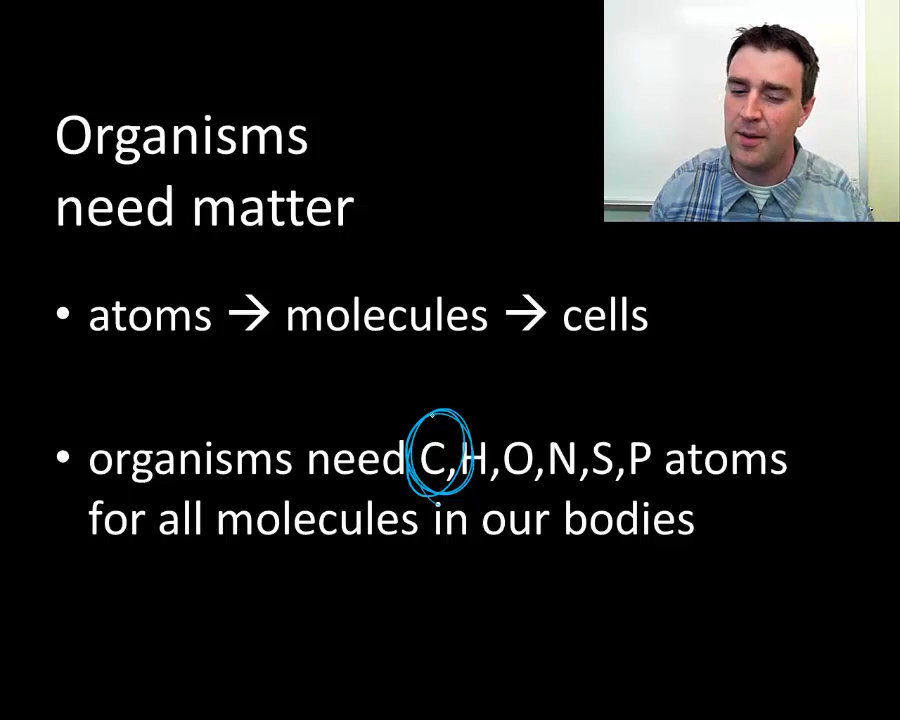 Organisms
need matter
• atoms → molecules → cells
• organisms need C,H,O,N,S,P atoms
for all molecules in our bodies